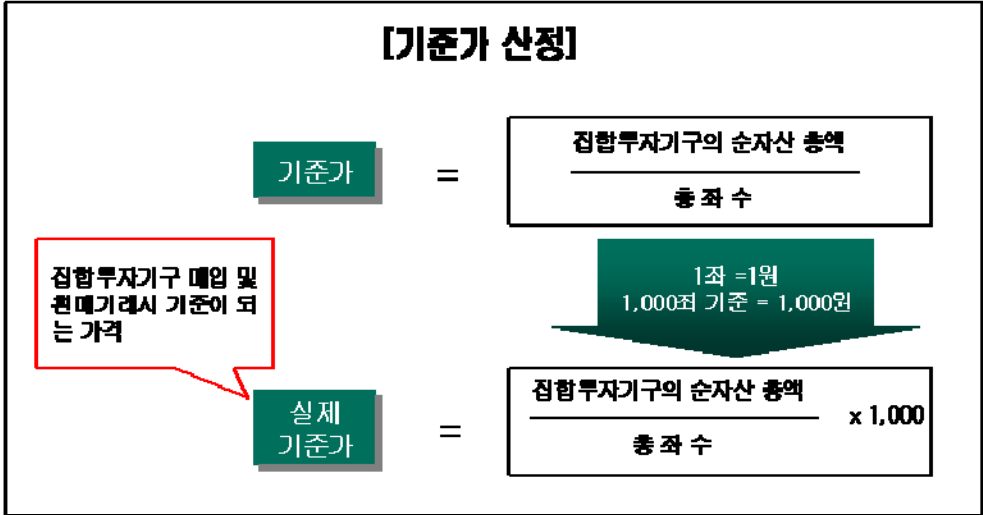 [기준가 산정]
기준가
=
집합투자기구의 순자산 총액
총 좌 수
집합투자기구 매입 및
환매거래시 기준이 되
는 가격
1좌 =1원
1,000좌 기준 = 1,000원
실제
기준가
=
집합투자기구의 순자산 총액
총 좌 수
x 1,000